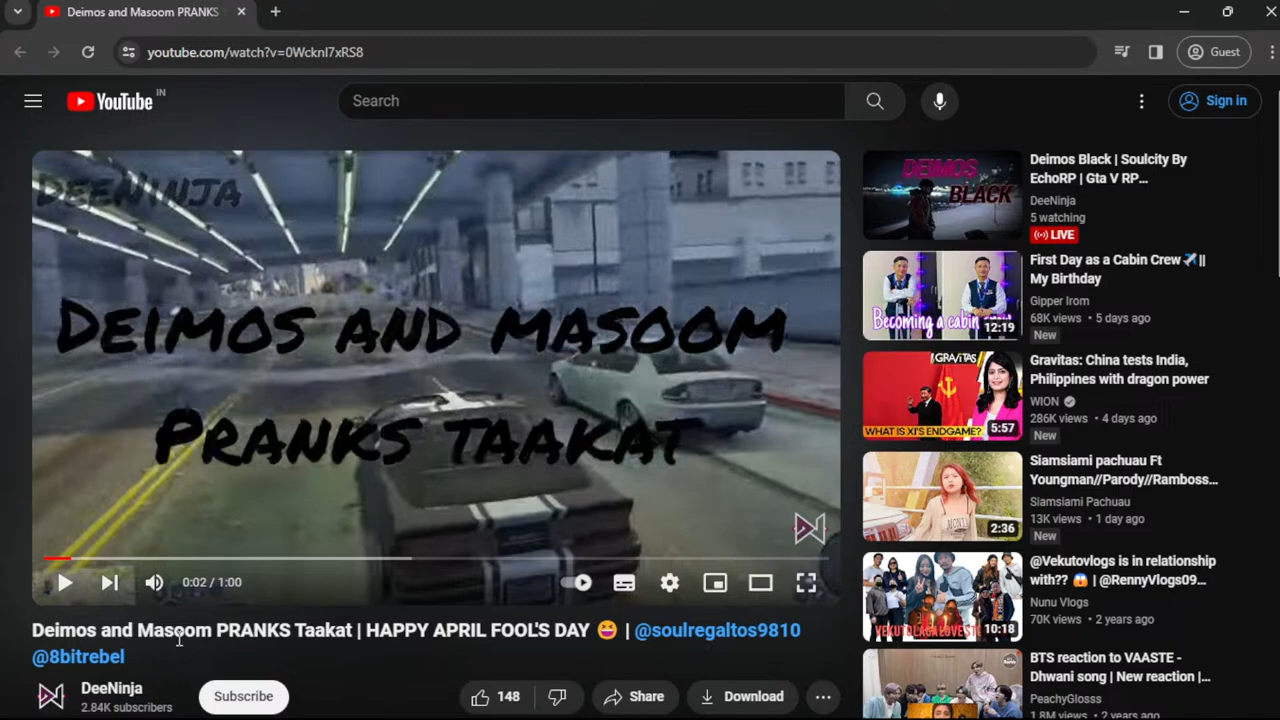 Deimos and Masoom PRANKS
youtube.com/watch?v=0WcknI7xRS8
Guest
YouTube IN
Search
Sign in
DEENINJA
DEIMOS AND MASOOM
PRANKS TAAKAT
0:02 / 1:00
Deimos and Masoom PRANKS Taakat | HAPPY APRIL FOOL'S DAY 😆 | @soulregaltos9810
@8bitrebel
DeeNinja
2.84K subscribers
Subscribe
148
Share
Download
DEIMOS
BLACK
Deimos Black | Soulcity By
EchoRP | Gta V RP...
DeeNinja
5 watching
LIVE
Becoming a cabin
12:19
First Day as a Cabin Crew✈️||
My Birthday
Gipper Irom
68K views • 5 days ago
New
GRAVITAS
WHAT IS XI'S ENDGAME?
5:57
Gravitas: China tests India,
Philippines with dragon power
WION
286K views • 4 days ago
New
2:36
Siamsiami pachuau Ft
Youngman//Parody//Ramboss...
Siamsiami Pachuau
13K views • 1 day ago
New
10:18
@Vekutovlogs is in relationship
with?? 😱 | @RennyVlogs09...
Nunu Vlogs
70K views • 2 years ago
BTS reaction to VAASTE -
Dhwani song | New reaction |...
PeachyGlosss
1.8M views • 2 years ago